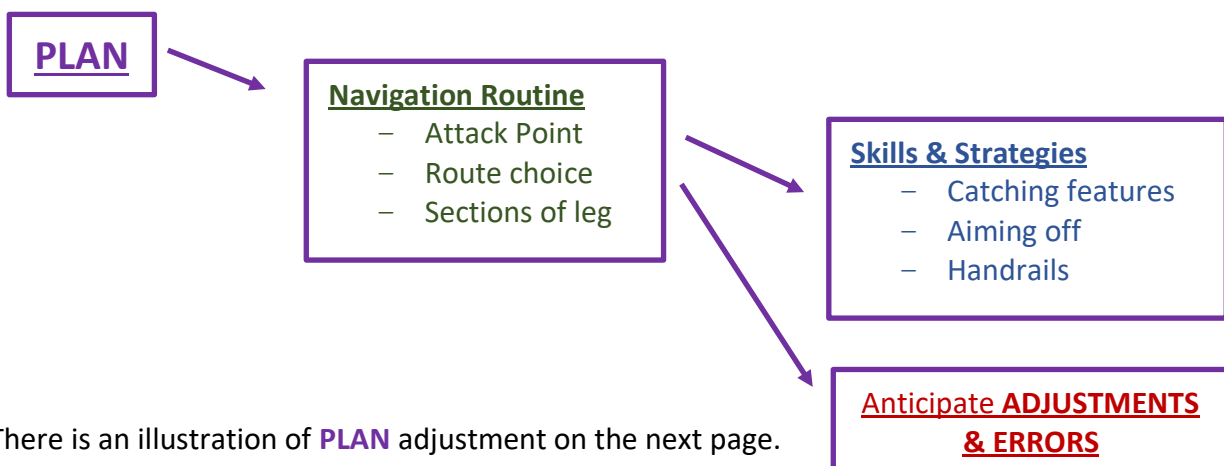 PLAN
Navigation Routine
– Attack Point
– Route choice
– Sections of leg
Skills & Strategies
– Catching features
– Aiming off
– Handrails
Anticipate ADJUSTMENTS
& ERRORS
There is an illustration of PLAN adjustment on the next page.